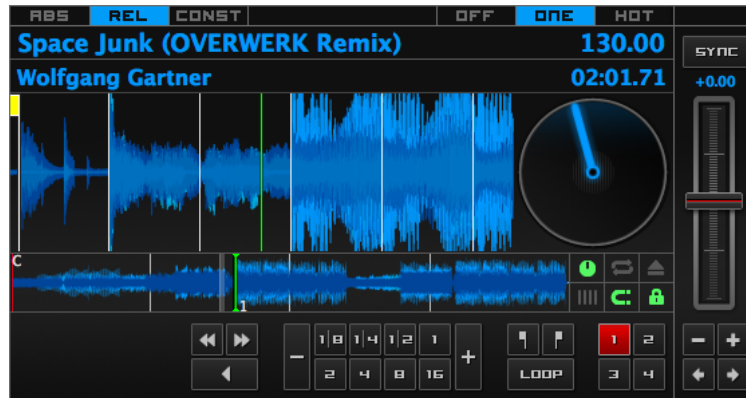 ABS REL CONST OFF ONE HOT
Space Junk (OVERWERK Remix) 130.00
SYNC
Wolfgang Gartner 02:01.71
+0.00
C
1
1|8 1|4 1|2 1 1 2
2 4 8 16 LOOP 3 4